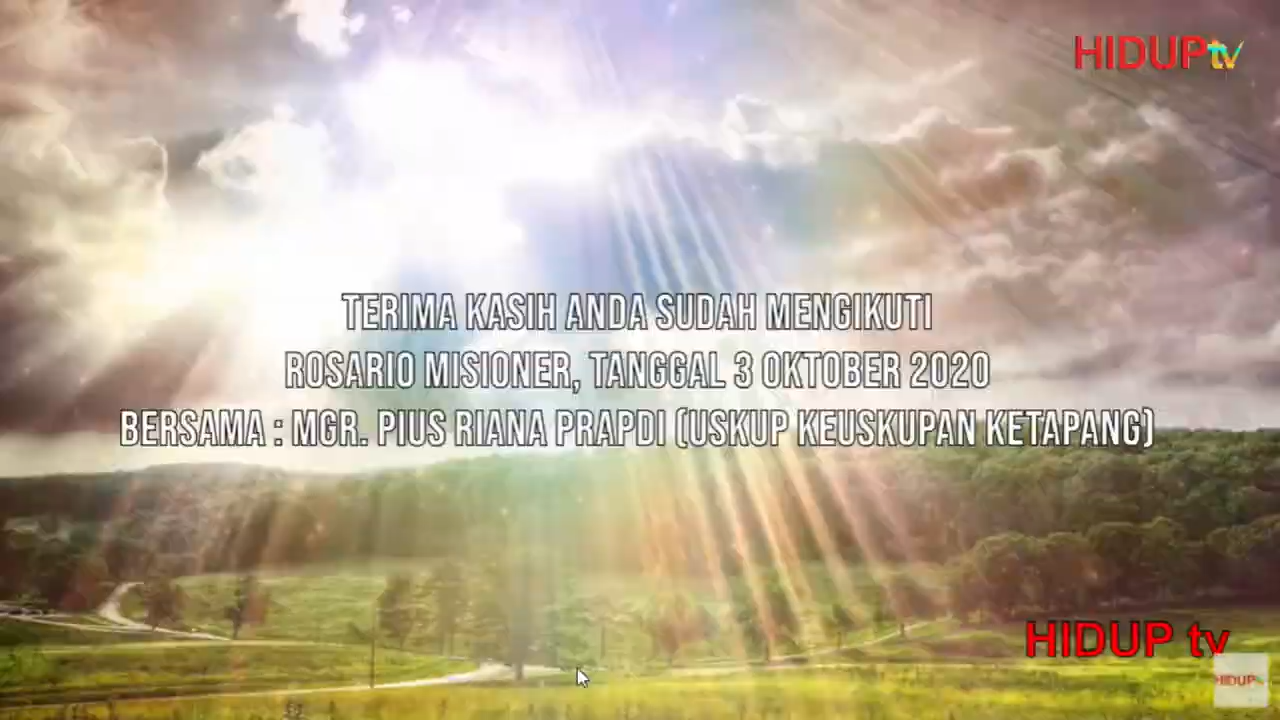 HIDUPtv
TERIMA KASIH ANDA SUDAH MENGIKUTI
ROSARIO MISIONER, TANGGAL 3 OKTOBER 2020
BERSAMA : MGR. PIUS RIANA PRAPDI (USKUP KEUSKUPAN KETAPANG)
HIDUP tv
HIDUP